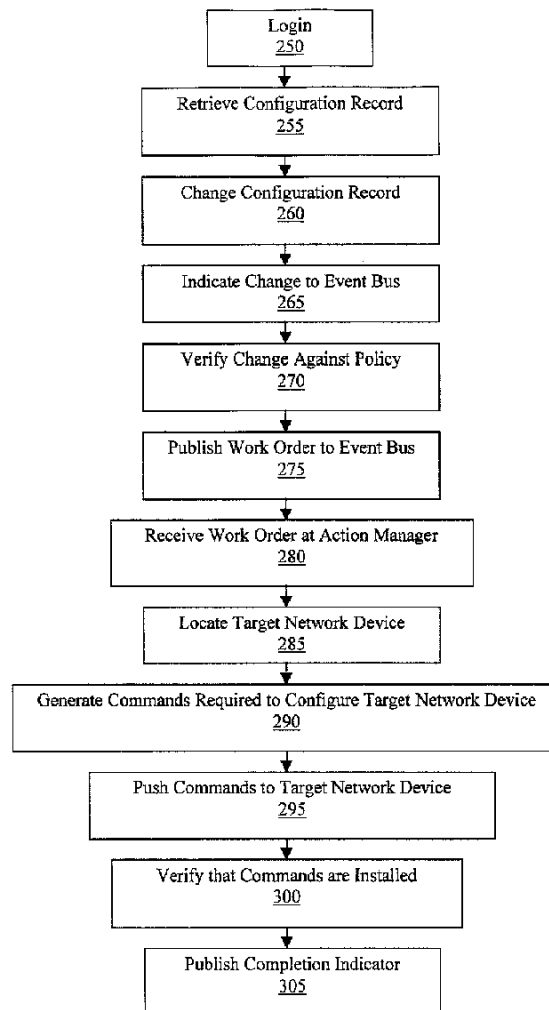 Login
250
Retrieve Configuration Record
255
Change Configuration Record
260
Indicate Change to Event Bus
265
Verify Change Against Policy
270
Publish Work Order to Event Bus
275
Receive Work Order at Action Manager
280
Locate Target Network Device
285
Generate Commands Required to Configure Target Network Device
290
Push Commands to Target Network Device
295
Verify that Commands are Installed
300
Publish Completion Indicator
305